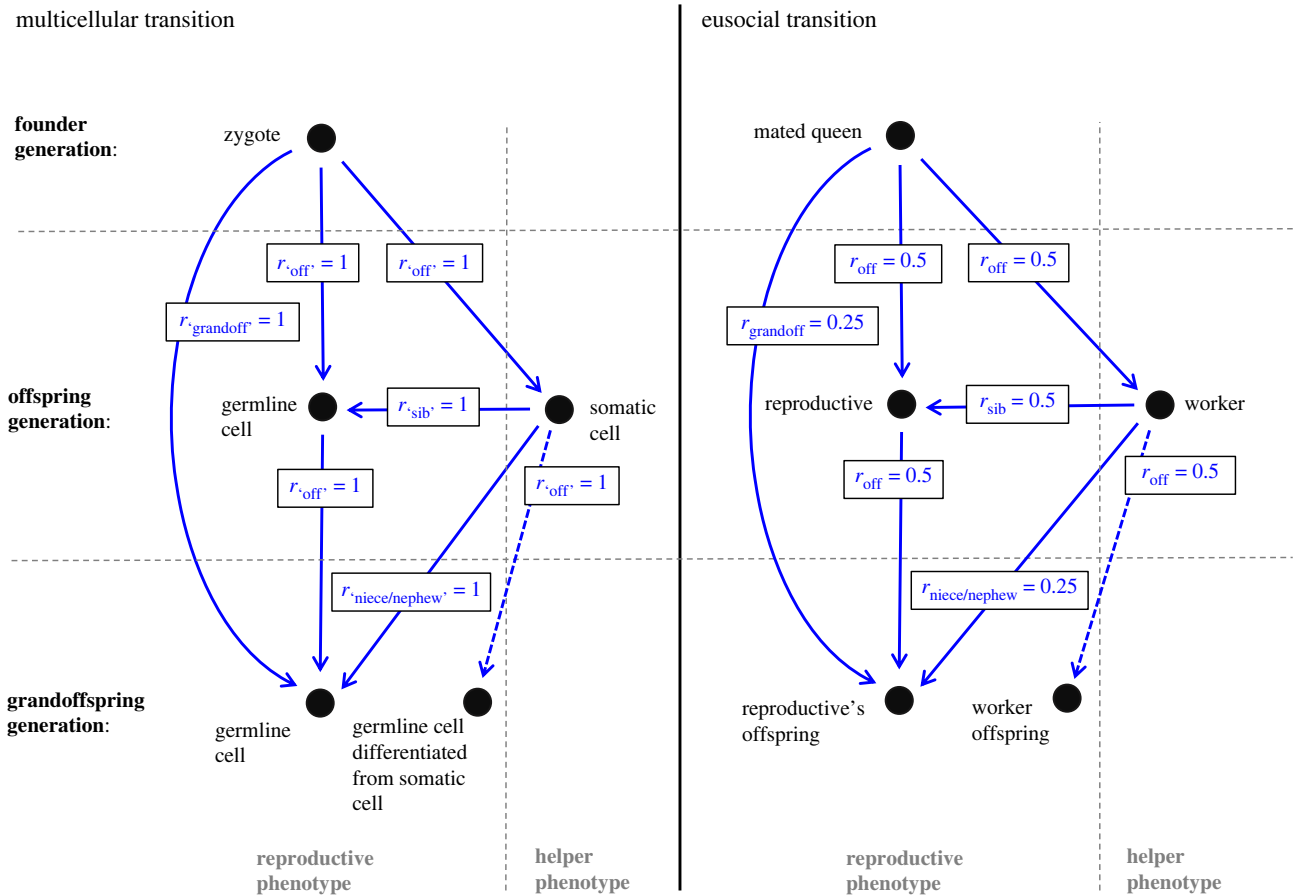 multicellular transition
eusocial transition
founder
generation:
zygote
mated queen
r‘off’ = 1
r‘off’ = 1
roff = 0.5
roff = 0.5
r‘grandoff’ = 1
rgrandoff = 0.25
offspring
generation:
germline
cell
r‘sib’ = 1
somatic
cell
reproductive
rsib = 0.5
worker
r‘off’ = 1
r‘off’ = 1
roff = 0.5
roff = 0.5
r‘niece/nephew’ = 1
rniece/nephew = 0.25
grandoffspring
generation:
germline
cell
germline cell
differentiated
from somatic
cell
reproductive’s
offspring
worker
offspring
reproductive
phenotype
helper
phenotype
reproductive
phenotype
helper
phenotype